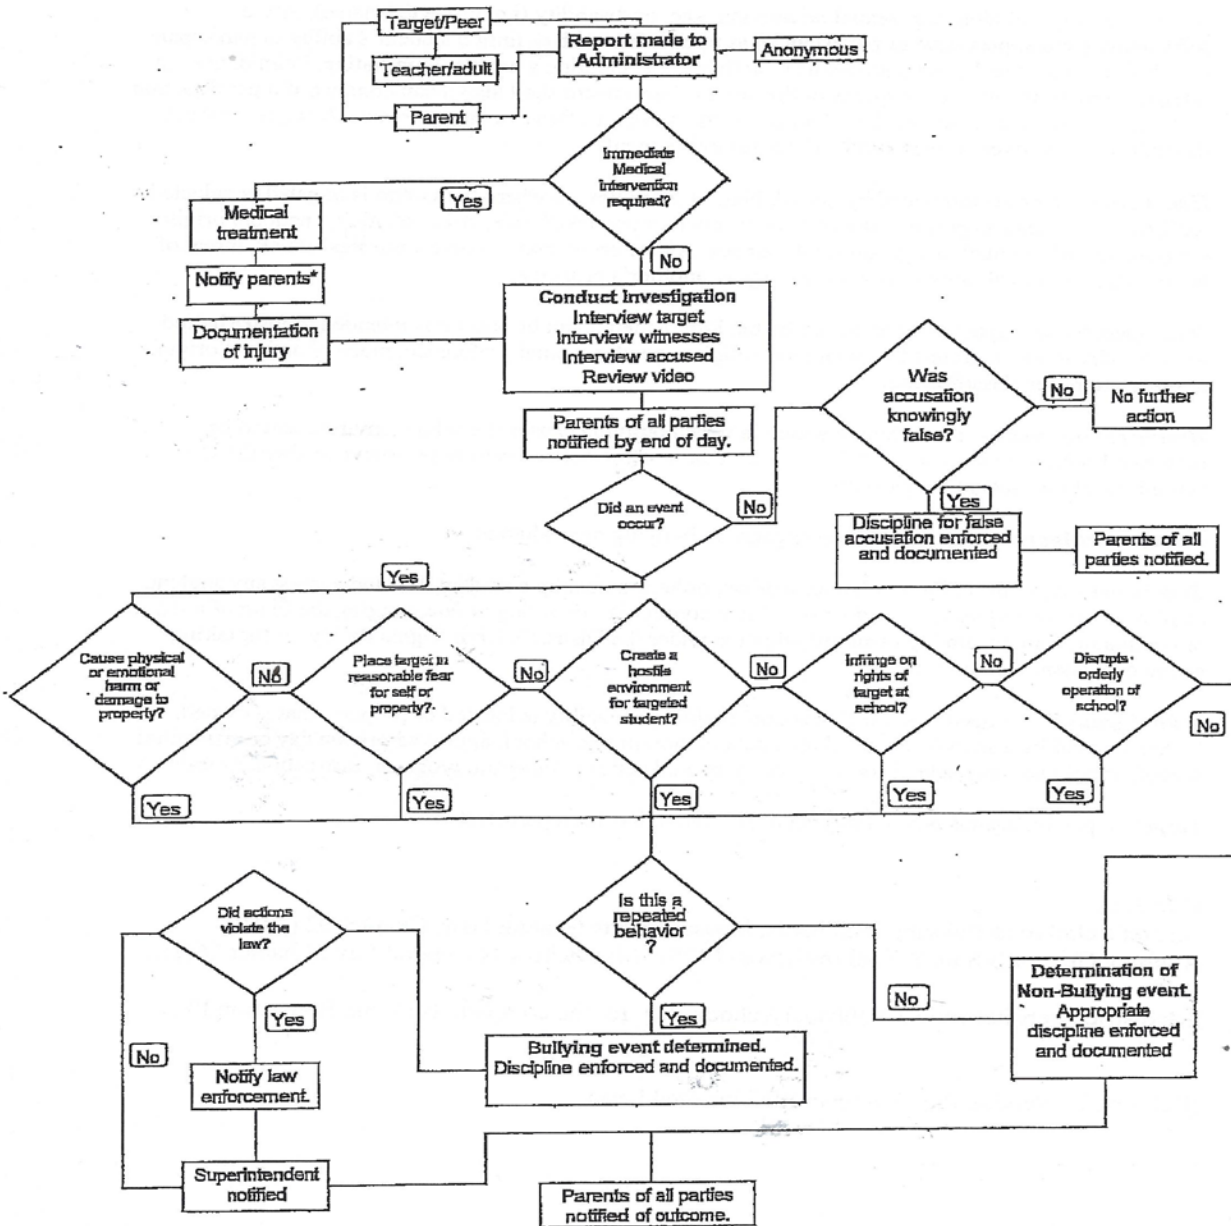 Target/Peer
Report made to
Administrator
Anonymous
Teacher/adult
Parent
Immediate
Medical
Intervention
required?
Yes
Medical
treatment
No
Notify parents*
Conduct Investigation
Interview target
Interview witnesses
Interview accused
Review video
Documentation
of injury
Was
accusation
knowingly
false?
No
No further
action
Parents of all parties
notified by end of day.
Did an event
occur?
No
Yes
Discipline for false
accusation enforced
and documented
Parents of all
parties notified.
Yes
Cause physical
or emotional
harm or
damage to
property?
No
Place target in
reasonable fear
for self or
property?
No
Create a
hostile
environment
for targeted
student?
No
Infringe on
rights of
target at
school?
No
Disrupts
orderly
operation of
school?
No
Yes
Yes
Yes
Yes
Yes
Did actions
violate the
law?
Is this a
repeated
behavior
?
Yes
No
Yes
No
Determination of
Non-Bullying event.
Appropriate
discipline enforced
and documented
Bullying event determined.
Discipline enforced and documented.
Notify law
enforcement.
Superintendent
notified
Parents of all parties
notified of outcome.